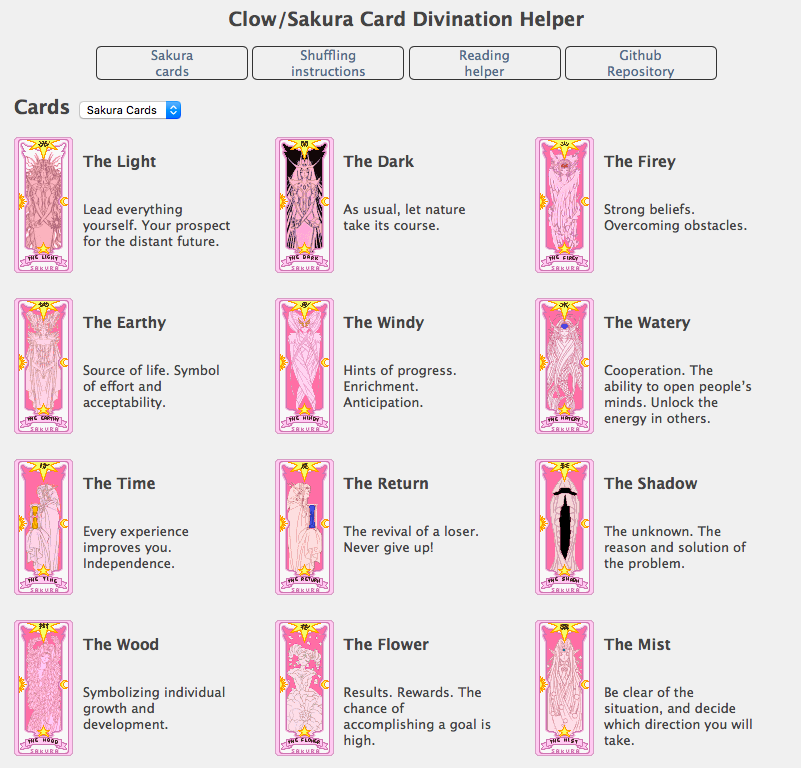 Clow/Sakura Card Divination Helper
Sakura
cards
Shuffling
instructions
Reading
helper
Github
Repository
Cards
Sakura Cards
光
THE LIGHT
SAKURA
The Light
Lead everything
yourself. Your prospect
for the distant future.
闇
THE DARK
SAKURA
The Dark
As usual, let nature
take its course.
火
THE FIREY
SAKURA
The Firey
Strong beliefs.
Overcoming obstacles.
地
THE EARTHY
SAKURA
The Earthy
Source of life. Symbol
of effort and
acceptability.
風
THE WINDY
SAKURA
The Windy
Hints of progress.
Enrichment.
Anticipation.
水
THE WATERY
SAKURA
The Watery
Cooperation. The
ability to open people's
minds. Unlock the
energy in others.
THE TIME
SAKURA
The Time
Every experience
improves you.
Independence.
THE RETURN
SAKURA
The Return
The revival of a loser.
Never give up!
SAKURA
The Shadow
The unknown. The
reason and solution of
the problem.
THE WOOD
SAKURA
The Wood
Symbolizing individual
growth and
development.
THE FLOWER
SAKURA
The Flower
Results. Rewards. The
chance of
accomplishing a goal is
high.
THE MIST
SAKURA
The Mist
Be clear of the
situation, and decide
which direction you will
take.